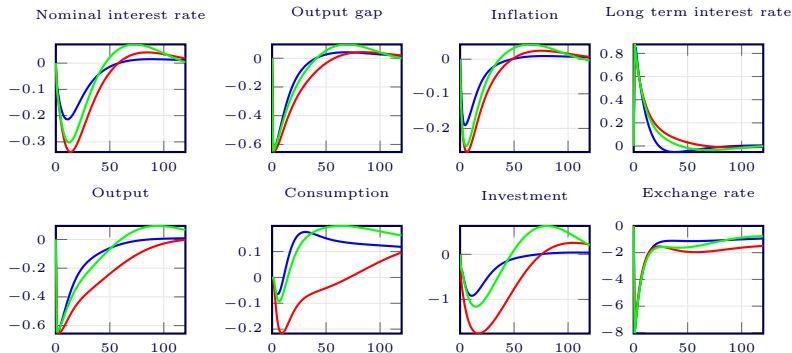 Nominal interest rate Output gap Inflation Long term interest rate
0 0 0 0.8
−0.1 −0.2 −0.1 0.6
−0.2 −0.4 −0.2 0.4
−0.3 −0.6 0.2
0
0 50 100 0 50 100 0 50 100 0 50 100
Output Consumption Investment Exchange rate
0 0.1 0 0
−0.2 0 −1 −2
−0.4 −0.1 −4
−0.6 −0.2 −6
−8
0 50 100 0 50 100 0 50 100 0 50 100